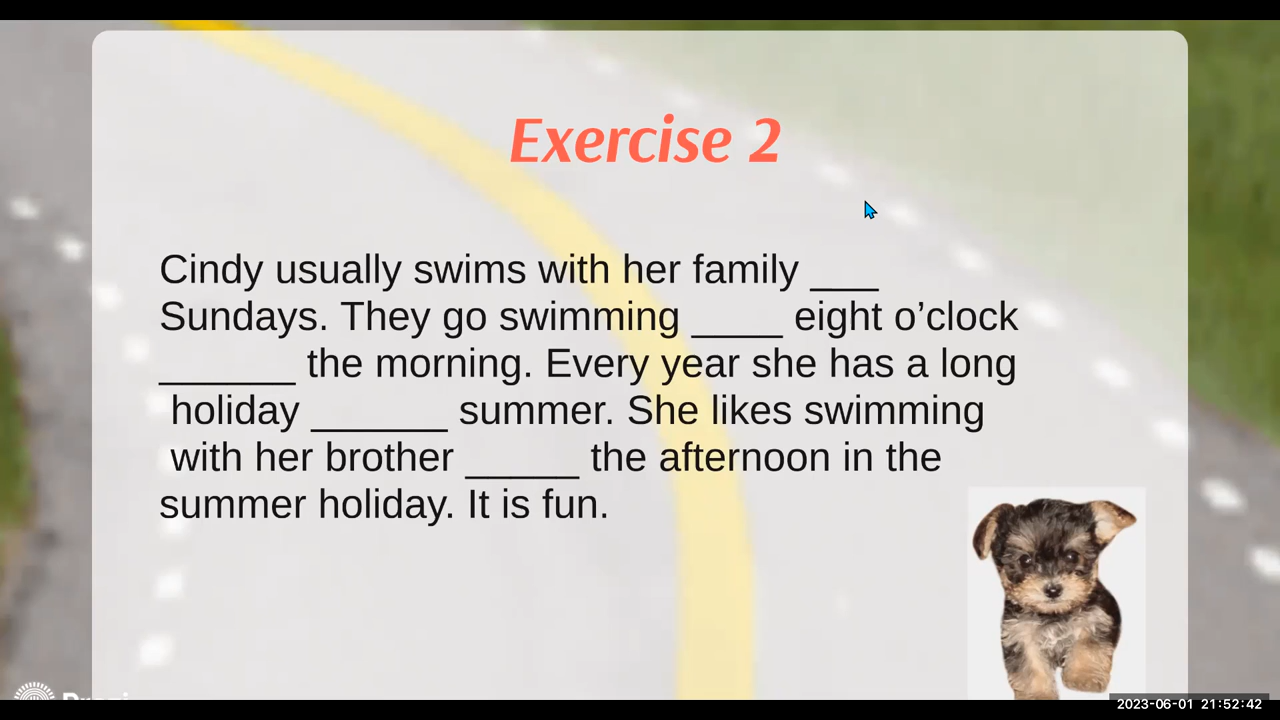 Exercise 2
Cindy usually swims with her family ___
Sundays. They go swimming ____ eight o’clock
______ the morning. Every year she has a long
holiday ______ summer. She likes swimming
with her brother _____ the afternoon in the
summer holiday. It is fun.
2023-06-01 21:52:42